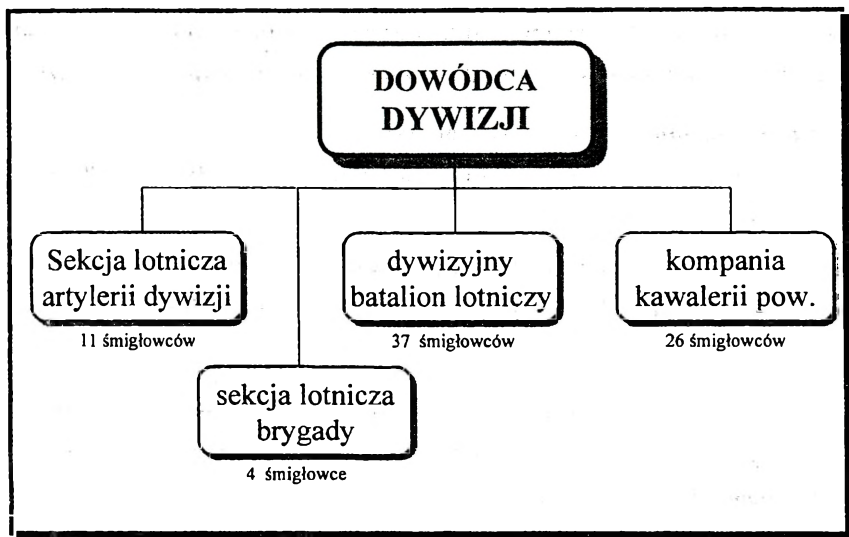 DOWÓDCA
DYWIZJI
Sekcja lotnicza
artylerii dywizji
11 śmigłowców
dywizyjny
batalion lotniczy
37 śmigłowców
kompania
kawalerii pow.
26 śmigłowców
sekcja lotnicza
brygady
4 śmigłowce